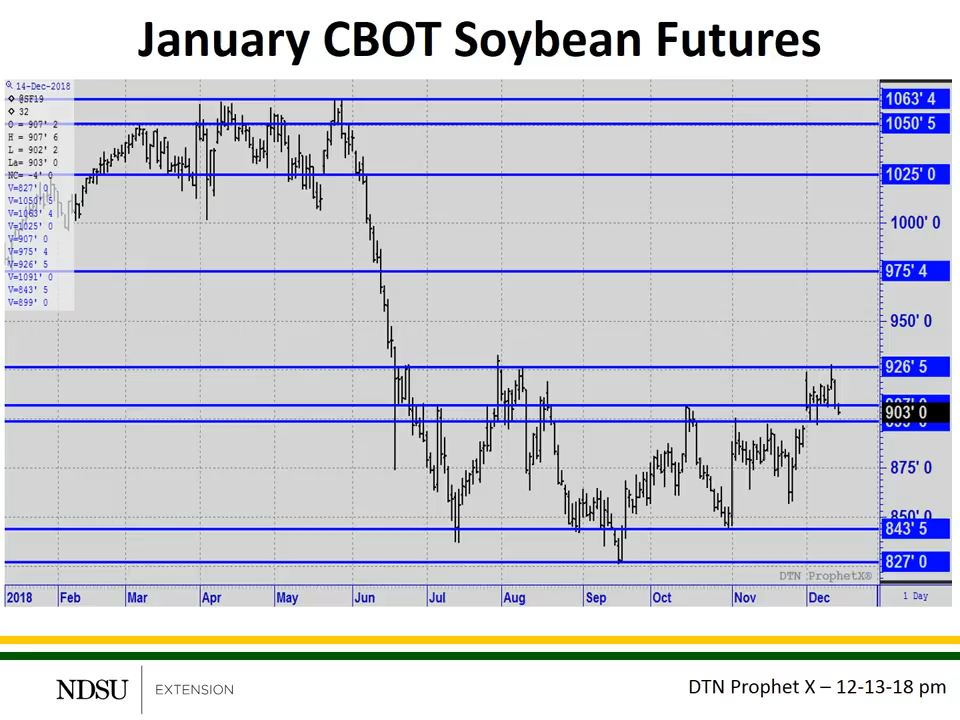 January CBOT Soybean Futures
14-Dec-2018
@SF19
32
O = 907' 2
H = 907' 6
L = 902' 2
La= 903' 0
NC= -4' 0
V=827' 0
V=1050' 5
V=1063' 4
V=1025' 0
V=907' 0
V=975' 4
V=926' 5
V=1091' 0
V=843' 5
V=899' 0
1063' 4
1050' 5
1025' 0
1000' 0
975' 4
950' 0
926' 5
907' 0
903' 0
899' 0
875' 0
850' 0
843' 5
827' 0
DTN ProphetX®
2018 Feb Mar Apr May Jun Jul Aug Sep Oct Nov Dec 1 Day
NDSU EXTENSION
DTN Prophet X – 12-13-18 pm